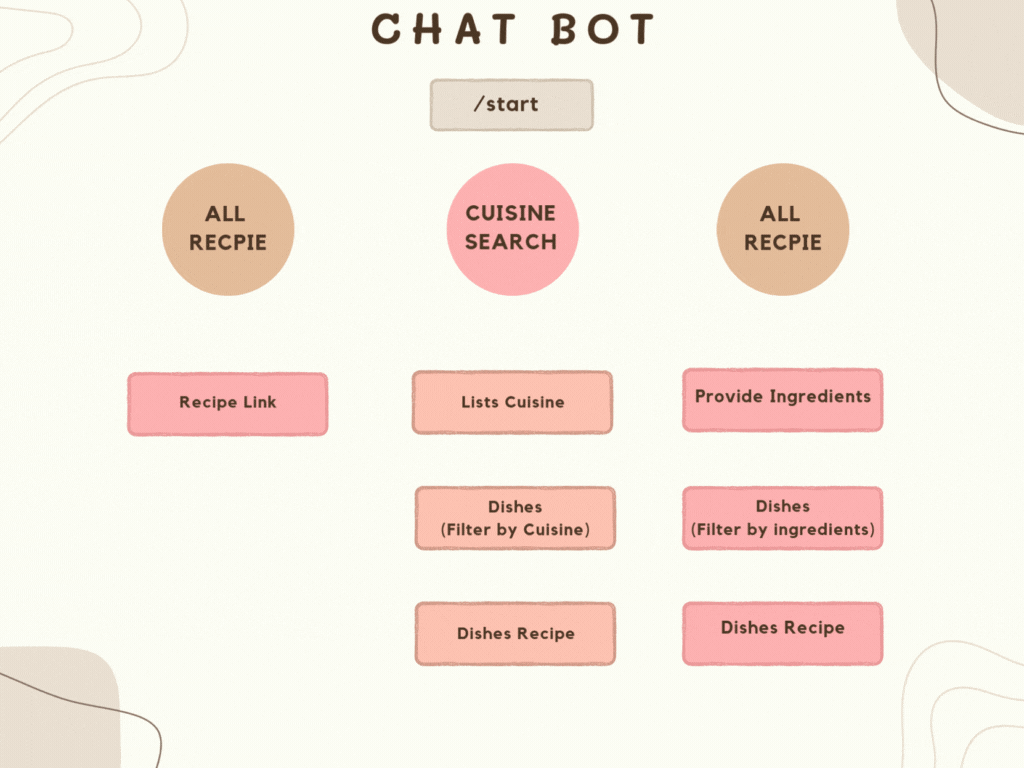 CHAT BOT
/start
ALL
RECPIE
CUISINE
SEARCH
ALL
RECPIE
Recipe Link
Lists Cuisine
Provide Ingredients
Dishes
(Filter by Cuisine)
Dishes
(Filter by ingredients)
Dishes Recipe
Dishes Recipe